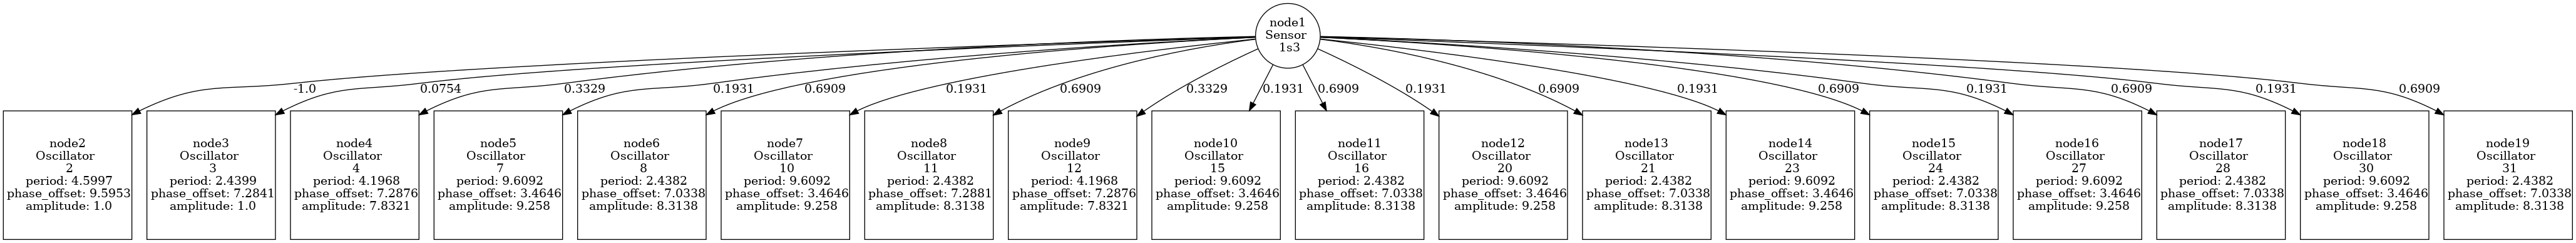 node1
Sensor
1s3
-1.0
0.0754
0.3329
0.1931
0.6909
0.1931
0.6909
0.3329
0.1931
0.6909
0.1931
0.6909
0.1931
0.6909
0.1931
0.6909
0.1931
0.6909
node2
Oscillator
2
period: 4.5997
phase_offset: 9.5953
amplitude: 1.0
node3
Oscillator
3
period: 2.4399
phase_offset: 7.2841
amplitude: 1.0
node4
Oscillator
4
period: 4.1968
phase_offset: 7.2876
amplitude: 7.8321
node5
Oscillator
7
period: 9.6092
phase_offset: 3.4646
amplitude: 9.258
node6
Oscillator
8
period: 2.4382
phase_offset: 7.0338
amplitude: 8.3138
node7
Oscillator
10
period: 9.6092
phase_offset: 3.4646
amplitude: 9.258
node8
Oscillator
11
period: 2.4382
phase_offset: 7.2881
amplitude: 8.3138
node9
Oscillator
12
period: 4.1968
phase_offset: 7.2876
amplitude: 7.8321
node10
Oscillator
15
period: 9.6092
phase_offset: 3.4646
amplitude: 9.258
node11
Oscillator
16
period: 2.4382
phase_offset: 7.0338
amplitude: 8.3138
node12
Oscillator
20
period: 9.6092
phase_offset: 3.4646
amplitude: 9.258
node13
Oscillator
21
period: 2.4382
phase_offset: 7.0338
amplitude: 8.3138
node14
Oscillator
23
period: 9.6092
phase_offset: 3.4646
amplitude: 9.258
node15
Oscillator
24
period: 2.4382
phase_offset: 7.0338
amplitude: 8.3138
node16
Oscillator
27
period: 9.6092
phase_offset: 3.4646
amplitude: 9.258
node17
Oscillator
28
period: 2.4382
phase_offset: 7.0338
amplitude: 8.3138
node18
Oscillator
30
period: 9.6092
phase_offset: 3.4646
amplitude: 9.258
node19
Oscillator
31
period: 2.4382
phase_offset: 7.0338
amplitude: 8.3138